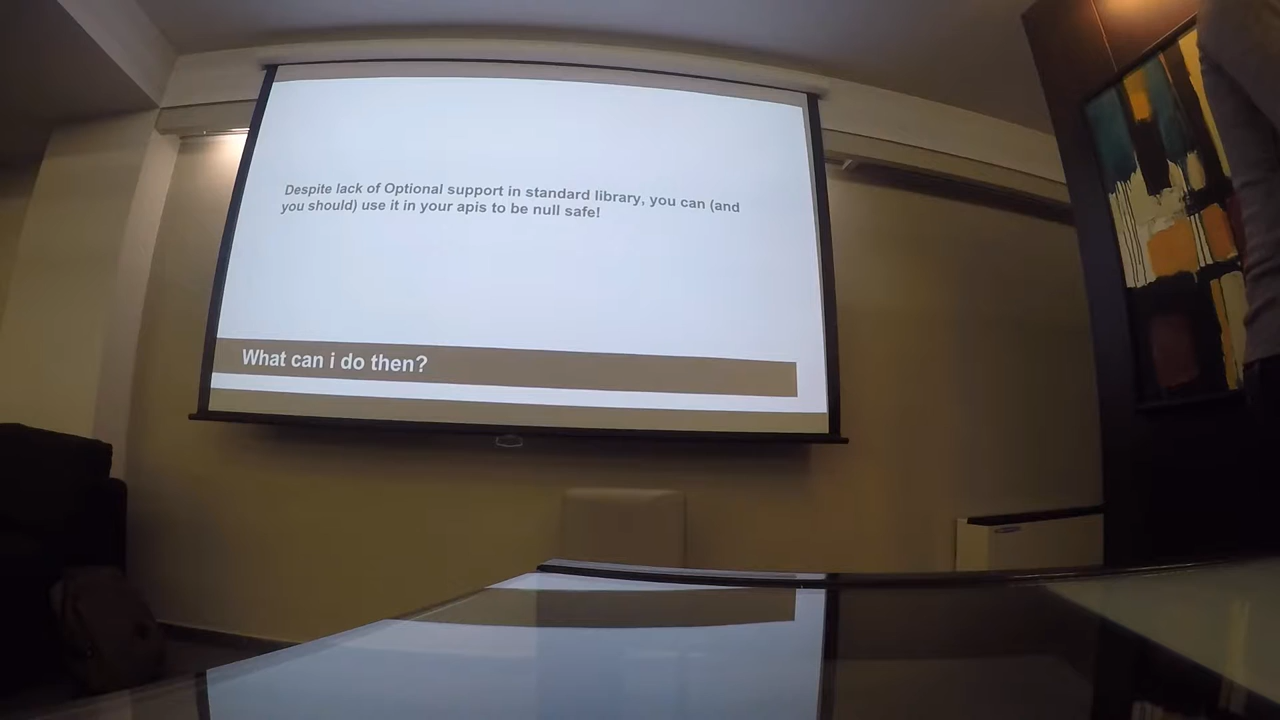 Despite lack of Optional support in standard library, you can (and
you should) use it in your apis to be null safe!
What can i do then?